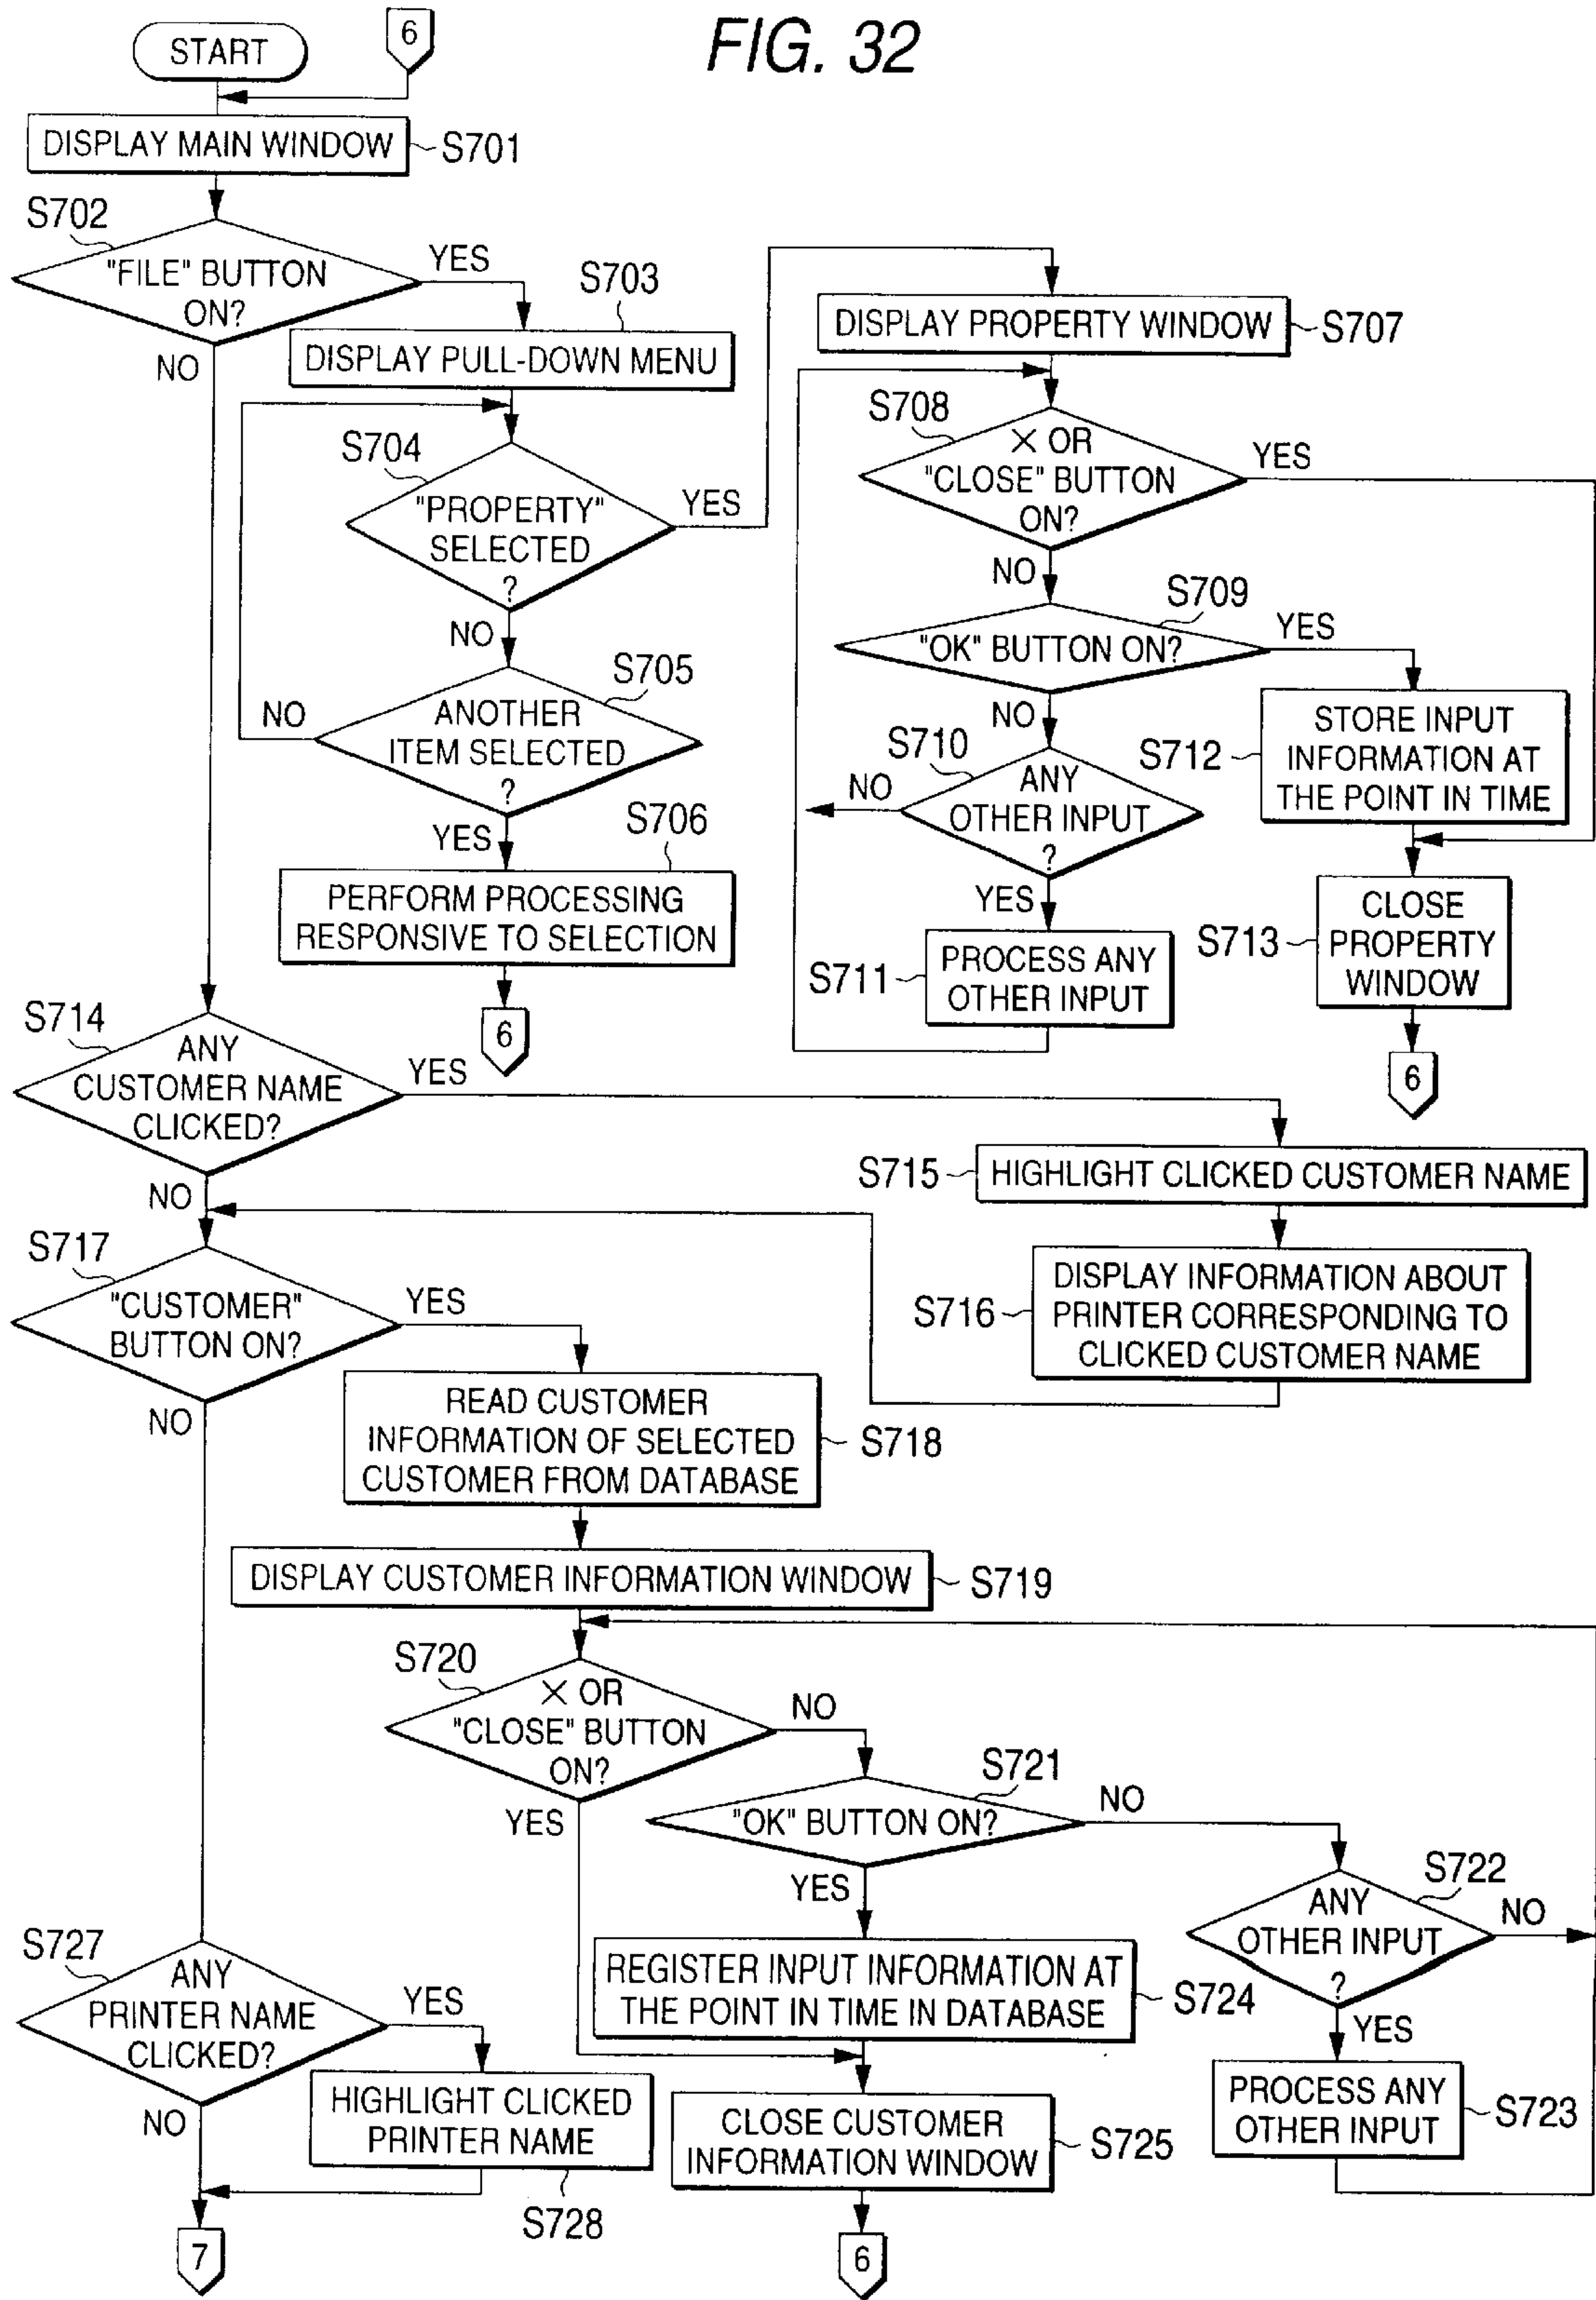 FIG. 32
START
6
DISPLAY MAIN WINDOW
S701
S702
"FILE" BUTTON
ON?
YES
NO
S703
DISPLAY PULL-DOWN MENU
S704
"PROPERTY"
SELECTED
?
YES
NO
S705
ANOTHER
ITEM SELECTED
?
NO
YES
S706
PERFORM PROCESSING
RESPONSIVE TO SELECTION
6
DISPLAY PROPERTY WINDOW
S707
S708
× OR
"CLOSE" BUTTON
ON?
YES
NO
S709
"OK" BUTTON ON?
YES
NO
S710
ANY
OTHER INPUT
?
NO
YES
S711
PROCESS ANY
OTHER INPUT
S712
STORE INPUT
INFORMATION AT
THE POINT IN TIME
S713
CLOSE
PROPERTY
WINDOW
6
S714
ANY
CUSTOMER NAME
CLICKED?
YES
NO
S715
HIGHLIGHT CLICKED CUSTOMER NAME
S716
DISPLAY INFORMATION ABOUT
PRINTER CORRESPONDING TO
CLICKED CUSTOMER NAME
S717
"CUSTOMER"
BUTTON ON?
YES
NO
READ CUSTOMER
INFORMATION OF SELECTED
CUSTOMER FROM DATABASE
S718
DISPLAY CUSTOMER INFORMATION WINDOW
S719
S720
× OR
"CLOSE" BUTTON
ON?
NO
YES
S721
"OK" BUTTON ON?
NO
YES
S722
ANY
OTHER INPUT
?
NO
YES
PROCESS ANY
OTHER INPUT
S723
REGISTER INPUT INFORMATION AT
THE POINT IN TIME IN DATABASE
S724
CLOSE CUSTOMER
INFORMATION WINDOW
S725
6
S727
ANY
PRINTER NAME
CLICKED?
YES
NO
HIGHLIGHT CLICKED
PRINTER NAME
S728
7